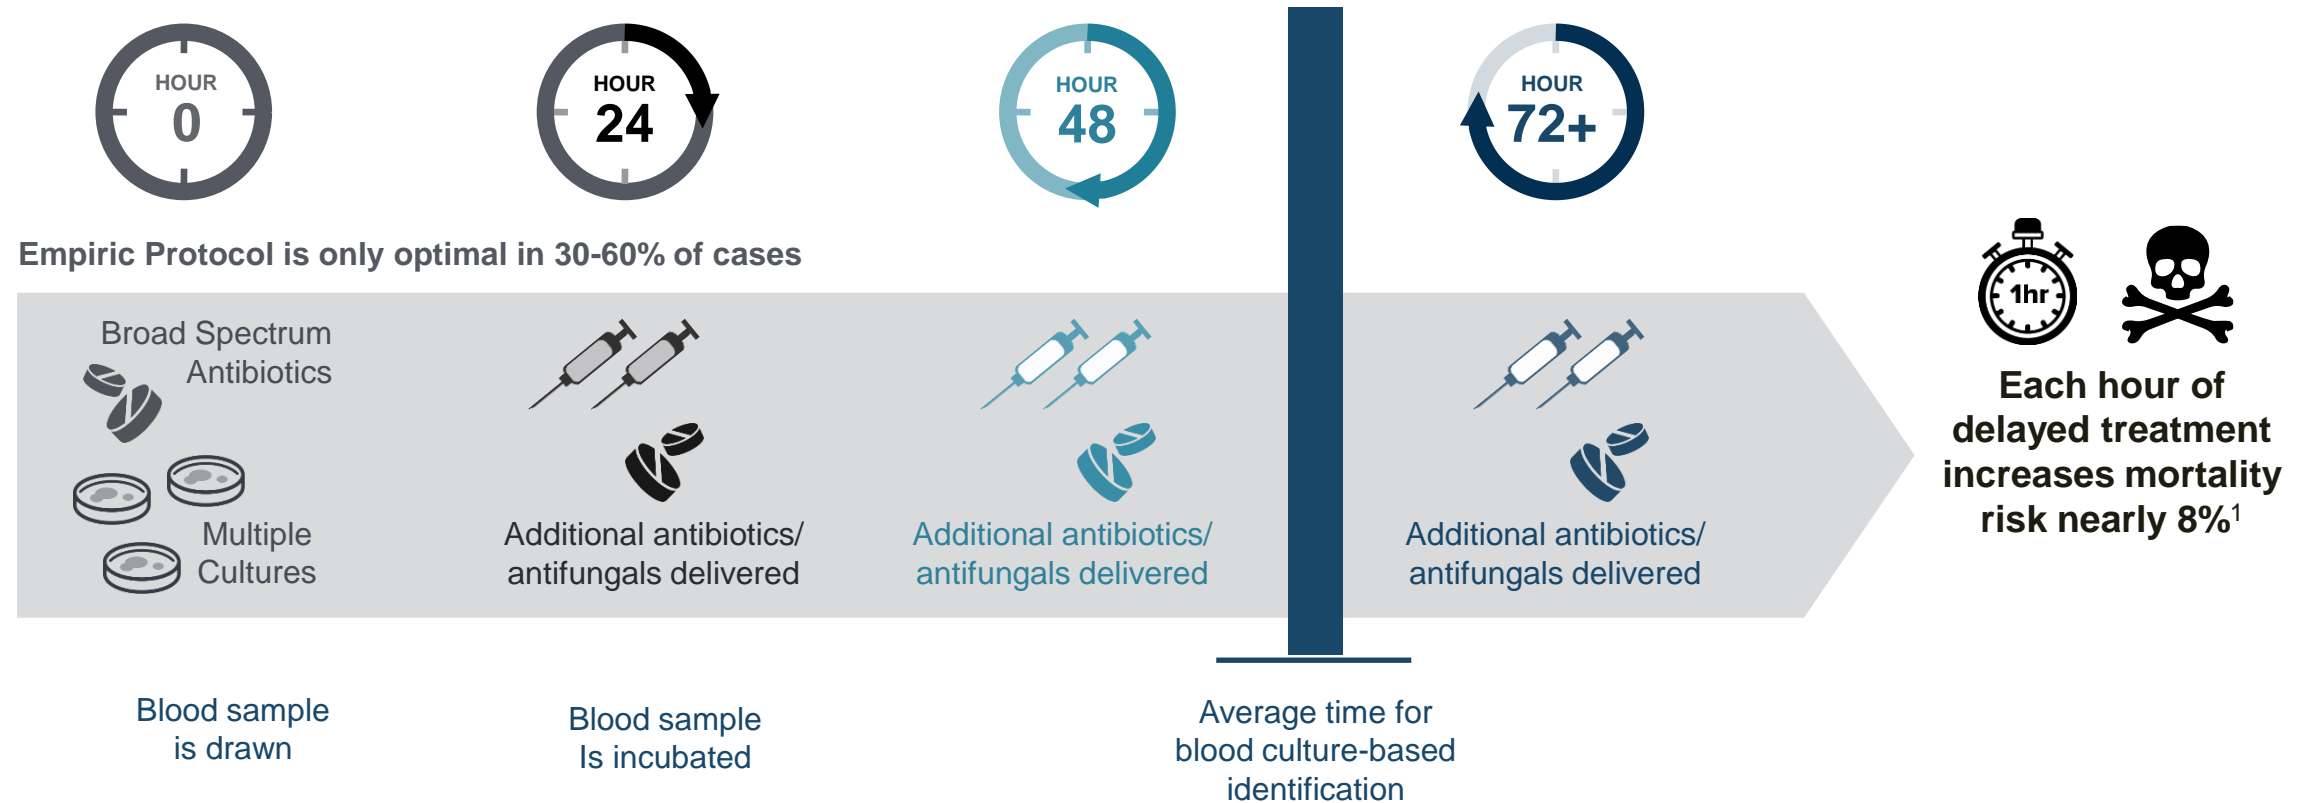 HOUR
0
HOUR
24
HOUR
48
HOUR
72+
Empiric Protocol is only optimal in 30-60% of cases
Broad Spectrum
Antibiotics
Multiple
Cultures
Additional antibiotics/
antifungals delivered
Additional antibiotics/
antifungals delivered
Additional antibiotics/
antifungals delivered
1hr
Each hour of
delayed treatment
increases mortality
risk nearly 8%¹
Blood sample
is drawn
Blood sample
Is incubated
Average time for
blood culture-based
identification